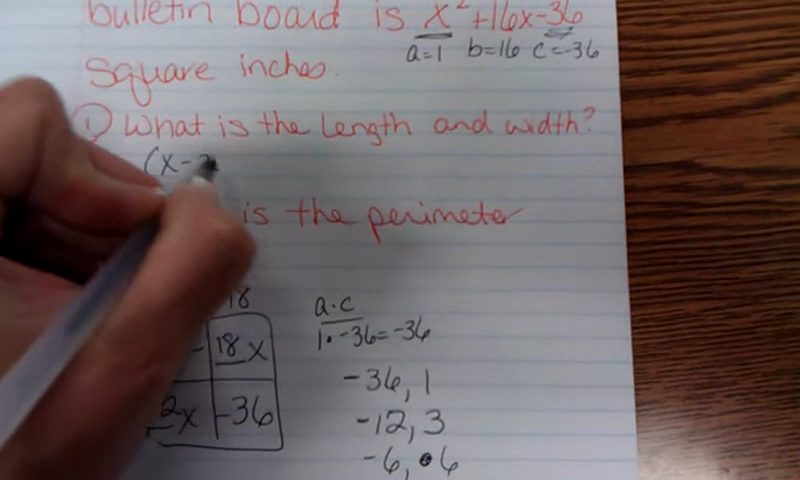 bulletin board is x²+16x-36
a=1 b=16 c=-36
Square inches.
① What is the Length and width?
(x-2
is the perimeter
18
18x
2x -36
a·c
1·-36=-36
-36, 1
-12, 3
-6, 6